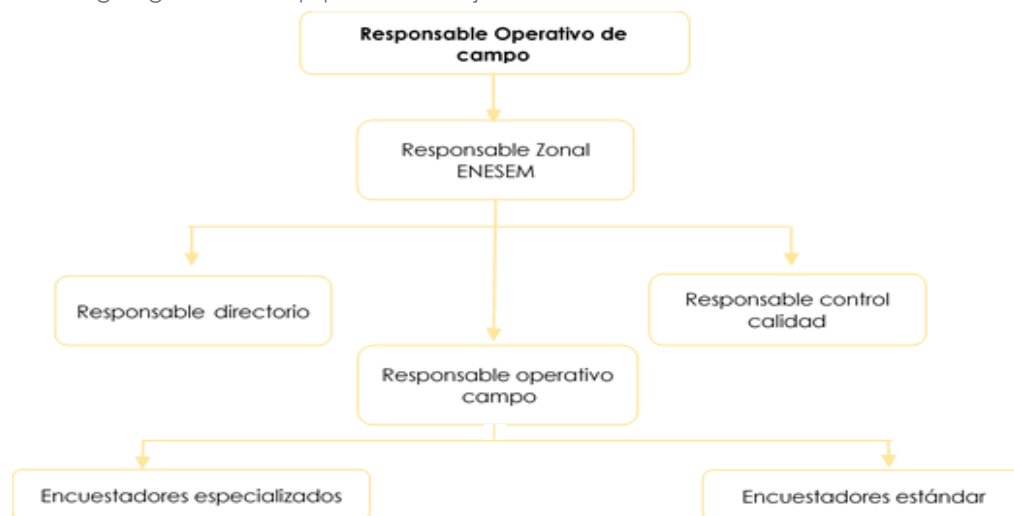 Responsable Operativo de
campo
Responsable Zonal
ENESEM
Responsable directorio
Responsable control
calidad
Responsable operativo
campo
Encuestadores especializados
Encuestadores estándar